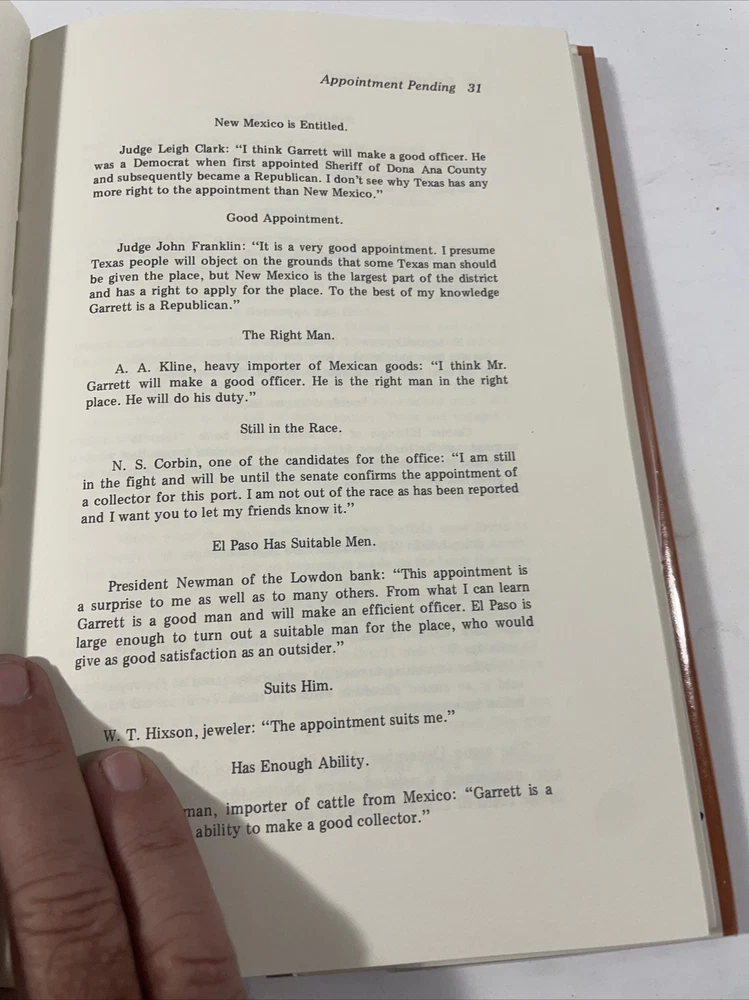 Appointment Pending 31
New Mexico is Entitled.
Judge Leigh Clark: “I think Garrett will make a good officer. He
was a Democrat when first appointed Sheriff of Dona Ana County
and subsequently became a Republican. I don’t see why Texas has any
more right to the appointment than New Mexico.”
Good Appointment.
Judge John Franklin: “It is a very good appointment. I presume
Texas people will object on the grounds that some Texas man should
be given the place, but New Mexico is the largest part of the district
and has a right to apply for the place. To the best of my knowledge
Garrett is a Republican.”
The Right Man.
A. A. Kline, heavy importer of Mexican goods: “I think Mr.
Garrett will make a good officer. He is the right man in the right
place. He will do his duty.”
Still in the Race.
N. S. Corbin, one of the candidates for the office: “I am still
in the fight and will be until the senate confirms the appointment of
a collector for this port. I am not out of the race as has been reported
and I want you to let my friends know it.”
El Paso Has Suitable Men.
President Newman of the Lowdon bank: “This appointment is
a surprise to me as well as to many others. From what I can learn
Garrett is a good man and will make an efficient officer. El Paso is
large enough to turn out a suitable man for the place, who would
give as good satisfaction as an outsider.”
Suits Him.
W. T. Hixson, jeweler: “The appointment suits me.”
Has Enough Ability.
importer of cattle from Mexico: “Garrett is a
ability to make a good collector.”